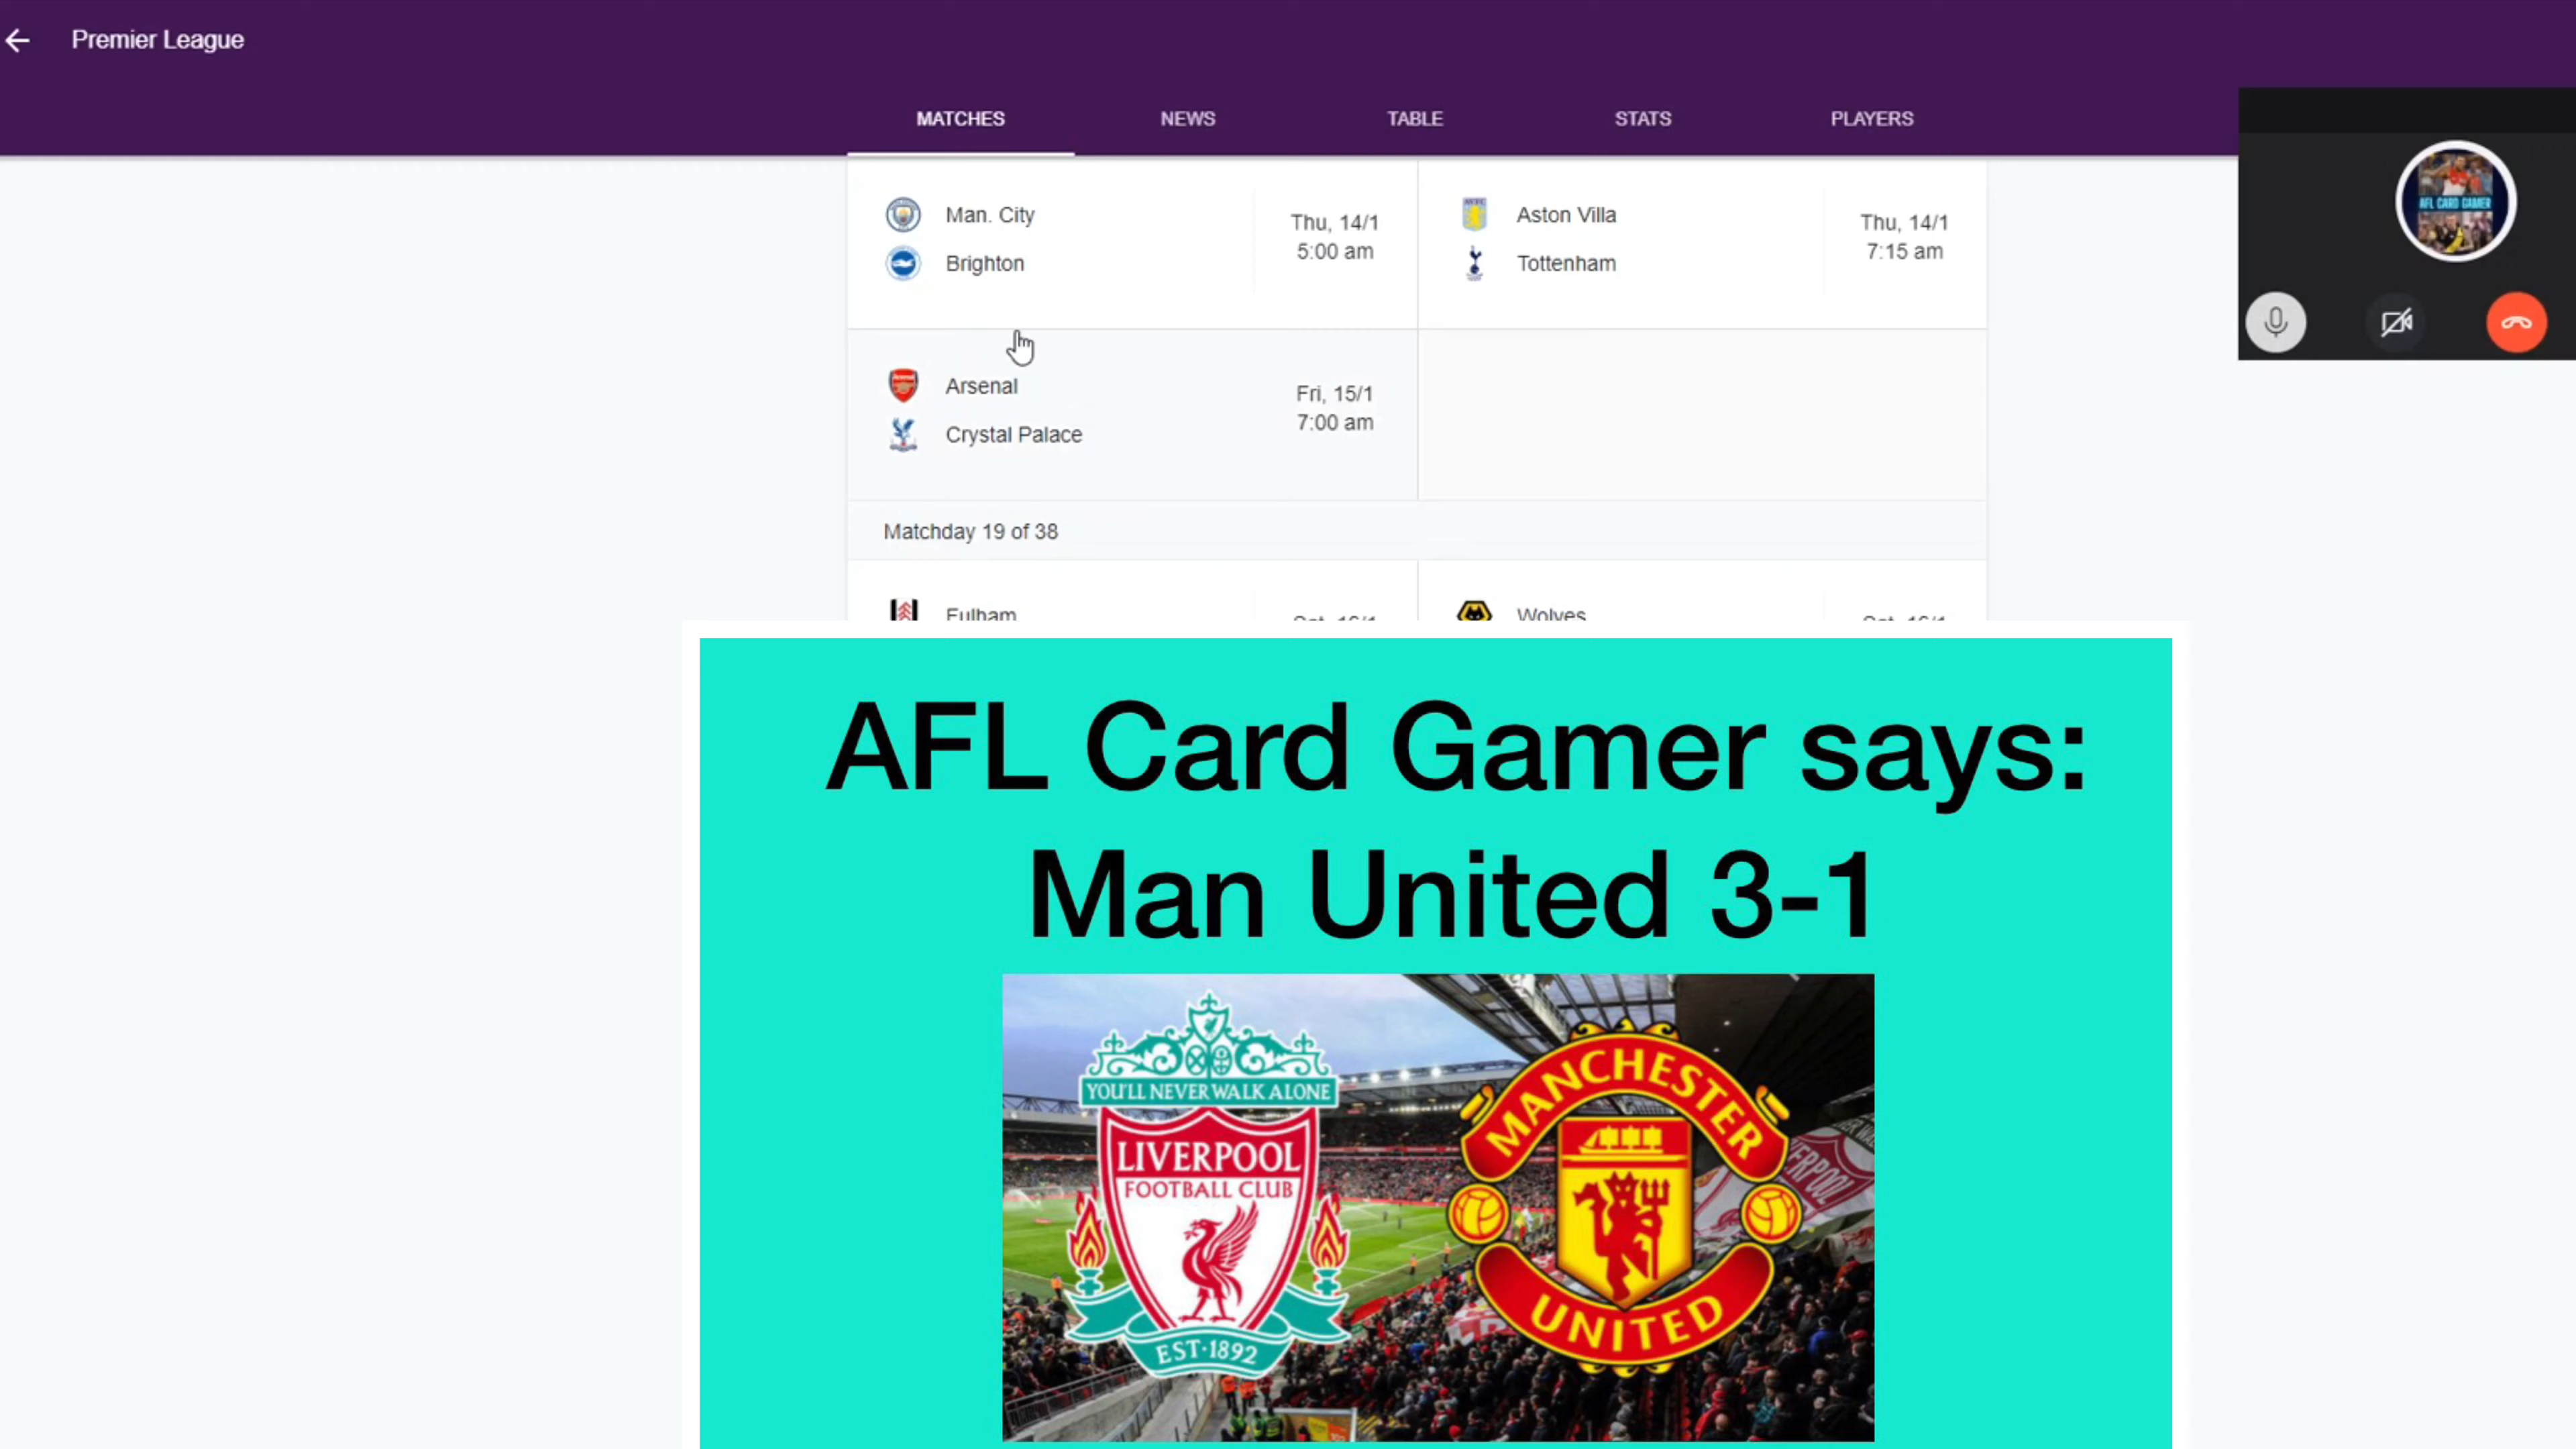 Premier League
MATCHES NEWS TABLE STATS PLAYERS
Man. City
Brighton
Thu, 14/1
5:00 am
Aston Villa
Tottenham
Thu, 14/1
7:15 am
AFL CARD GAMER
Arsenal
Crystal Palace
Fri, 15/1
7:00 am
Matchday 19 of 38
Fulham
Wolves
AFL Card Gamer says:
Man United 3-1
YOU'LL NEVER WALK ALONE
LIVERPOOL
FOOTBALL CLUB
EST·1892
MANCHESTER
UNITED